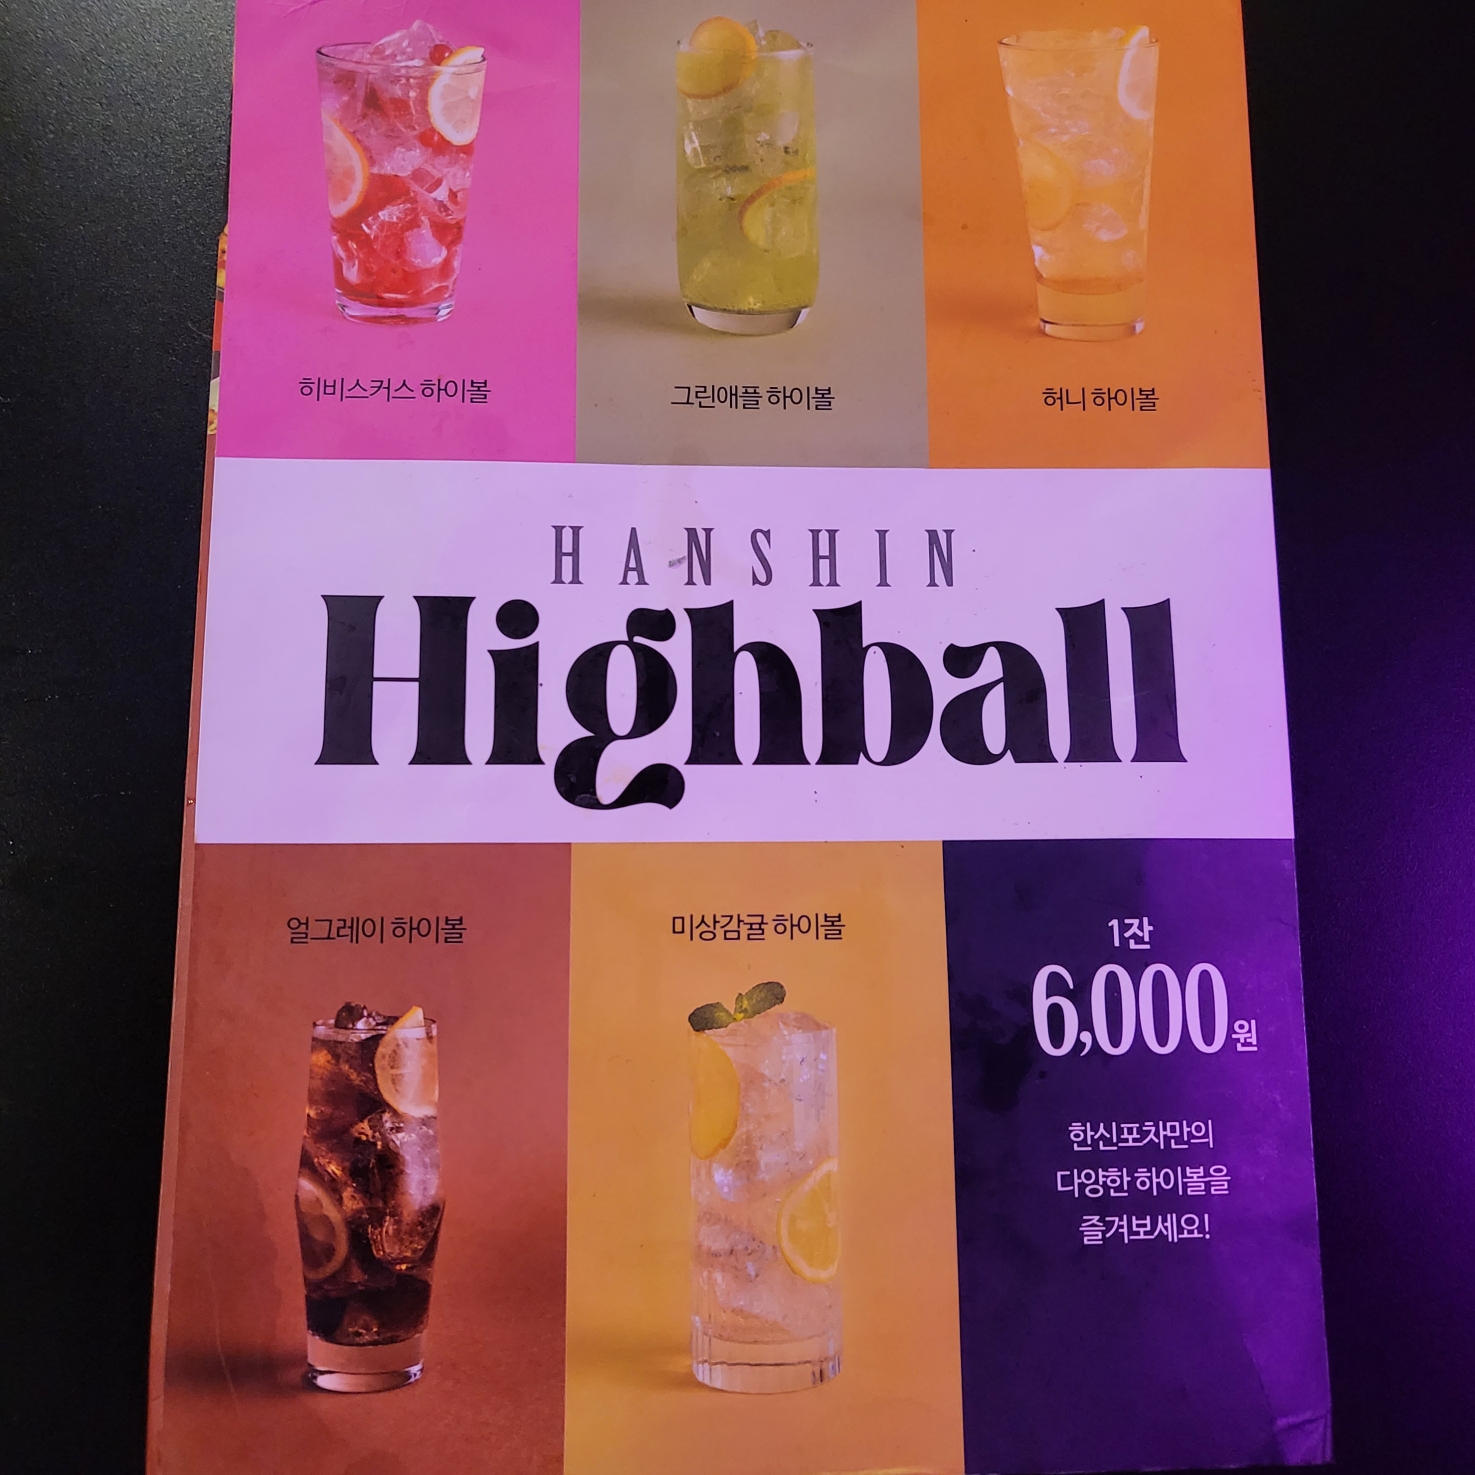 히비스커스 하이볼
그린애플 하이볼
허니 하이볼
HANSHIN
Highball
얼그레이 하이볼
미상감귤 하이볼
1잔
6,000원
한신포차만의
다양한 하이볼을
즐겨보세요!